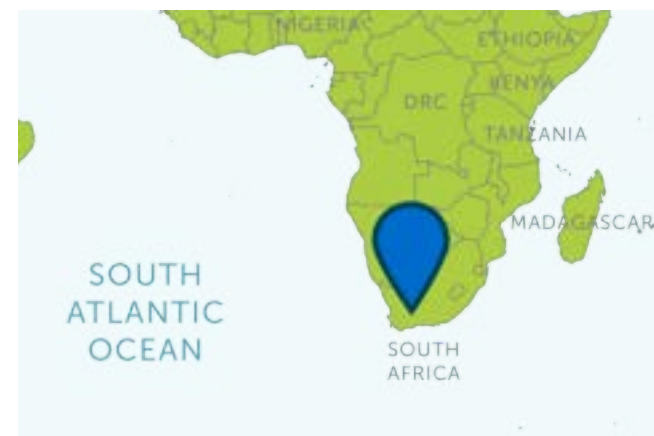 NIGERIA
ETHIOPIA
KENYA
DRC
TANZANIA
MADAGASCAR
SOUTH
ATLANTIC
OCEAN
SOUTH
AFRICA